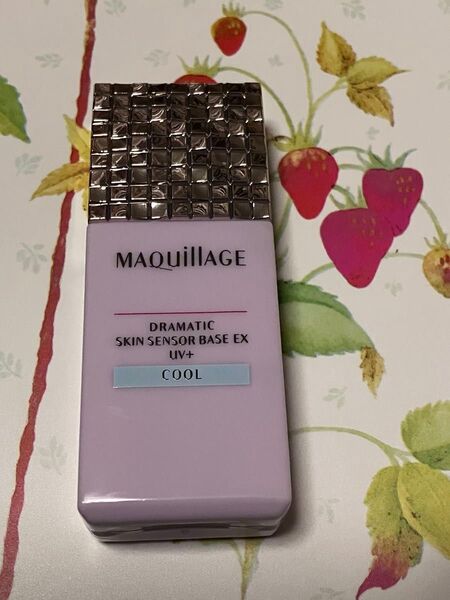 MAQuillAGE
DRAMATIC
SKIN SENSOR BASE EX
UV+
COOL